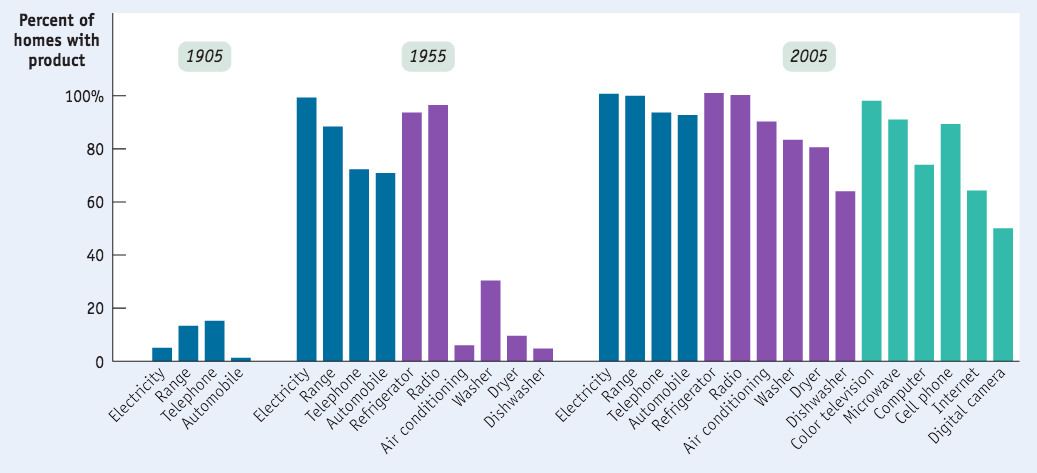 Percent of
homes with
product
1905
1955
2005
100%
80
60
40
20
0
Electricity
Range
Telephone
Automobile
Electricity
Range
Telephone
Automobile
Refrigerator
Radio
Air conditioning
Washer
Dryer
Dishwasher
Electricity
Range
Telephone
Automobile
Refrigerator
Radio
Air conditioning
Washer
Dryer
Dishwasher
Color television
Microwave
Computer
Cell phone
Internet
Digital camera